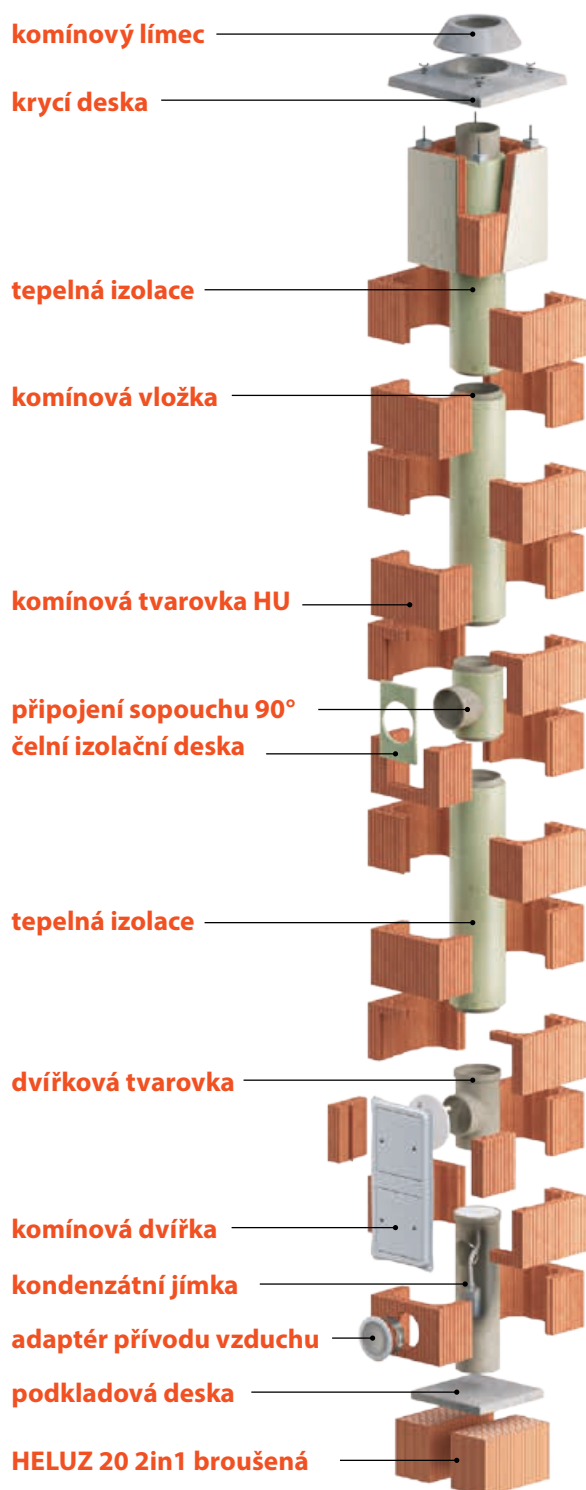 komínový límec
krycí deska
tepelná izolace
komínová vložka
komínová tvarovka HU
připojení sopouchu 90°
čelní izolační deska
tepelná izolace
dvířková tvarovka
komínová dvířka
kondenzátní jímka
adaptér přívodu vzduchu
podkladová deska
HELUZ 20 2in1 broušená